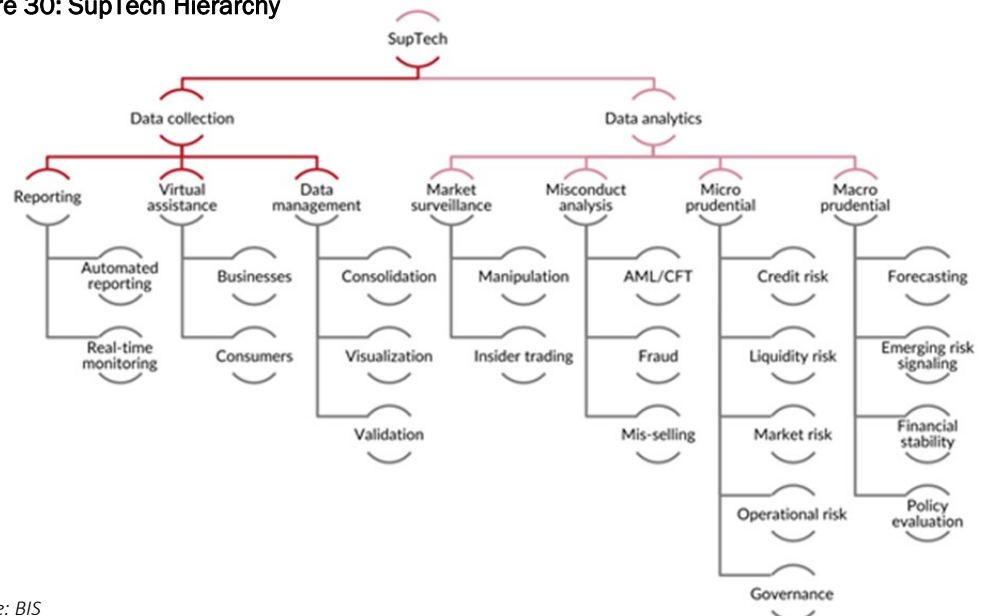 re 30: SupTech Hierarchy
SupTech
Data collection
Data analytics
Reporting
Virtual
assistance
Data
management
Market
surveillance
Misconduct
analysis
Micro
prudential
Macro
prudential
Automated
reporting
Real-time
monitoring
Businesses
Consumers
Consolidation
Visualization
Validation
Manipulation
Insider trading
AML/CFT
Fraud
Mis-selling
Credit risk
Liquidity risk
Market risk
Operational risk
Governance
Forecasting
Emerging risk
signaling
Financial
stability
Policy
evaluation
e: BIS